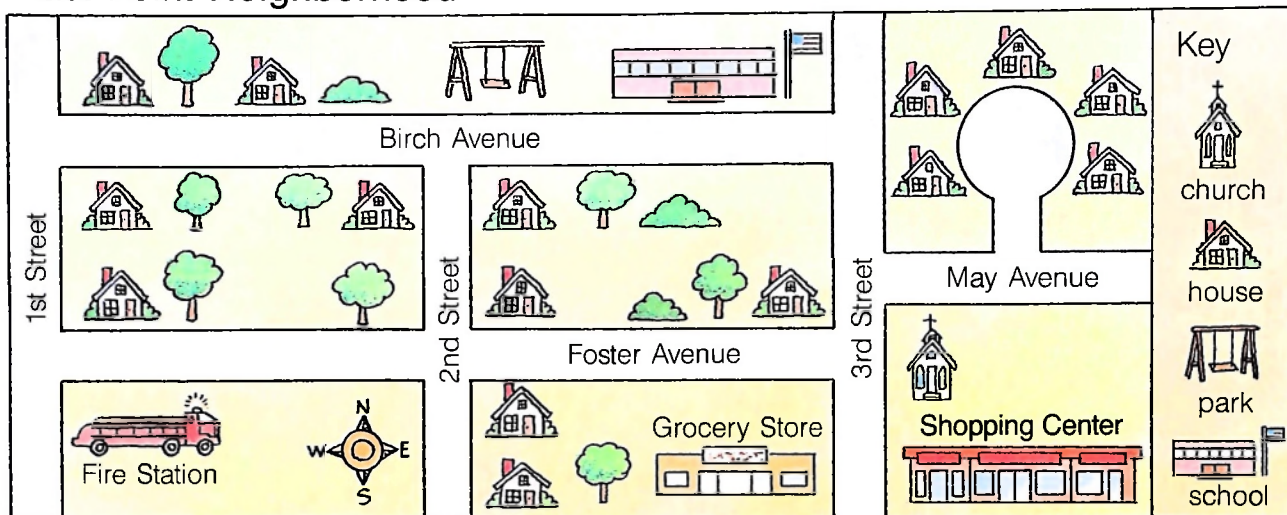 Neighborhood
Key
church
house
park
school
Birch Avenue
1st Street
2nd Street
3rd Street
May Avenue
Foster Avenue
N
W
E
S
Fire Station
Grocery Store
Shopping Center